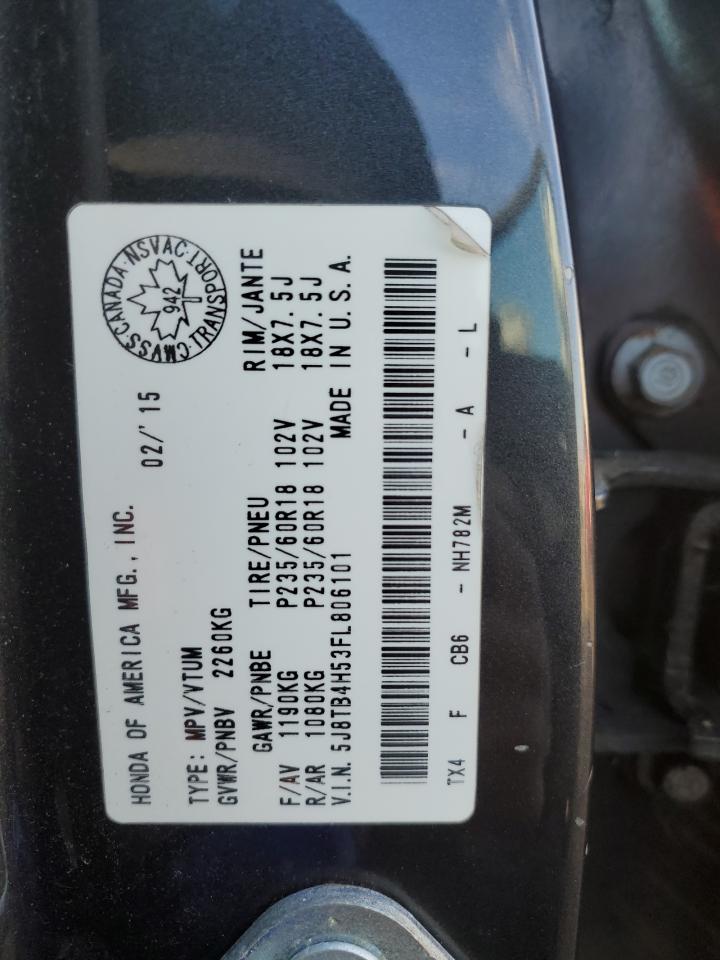 HONDA OF AMERICA MFG., INC. 02/'15
CMVSS·CANADA·NSVAC·TRANSPORT
942
TYPE: MPV/VTUM
GVWR/PNBV 2260KG
GAWR/PNBE TIRE/PNEU RIM/JANTE
F/AV 1190KG P235/60R18 102V 18X7.5J
R/AR 1080KG P235/60R18 102V 18X7.5J
V.I.N. 5J8TB4H53FL806101 MADE IN U.S.A.
TX4 F CB6 - NH782M - A - L